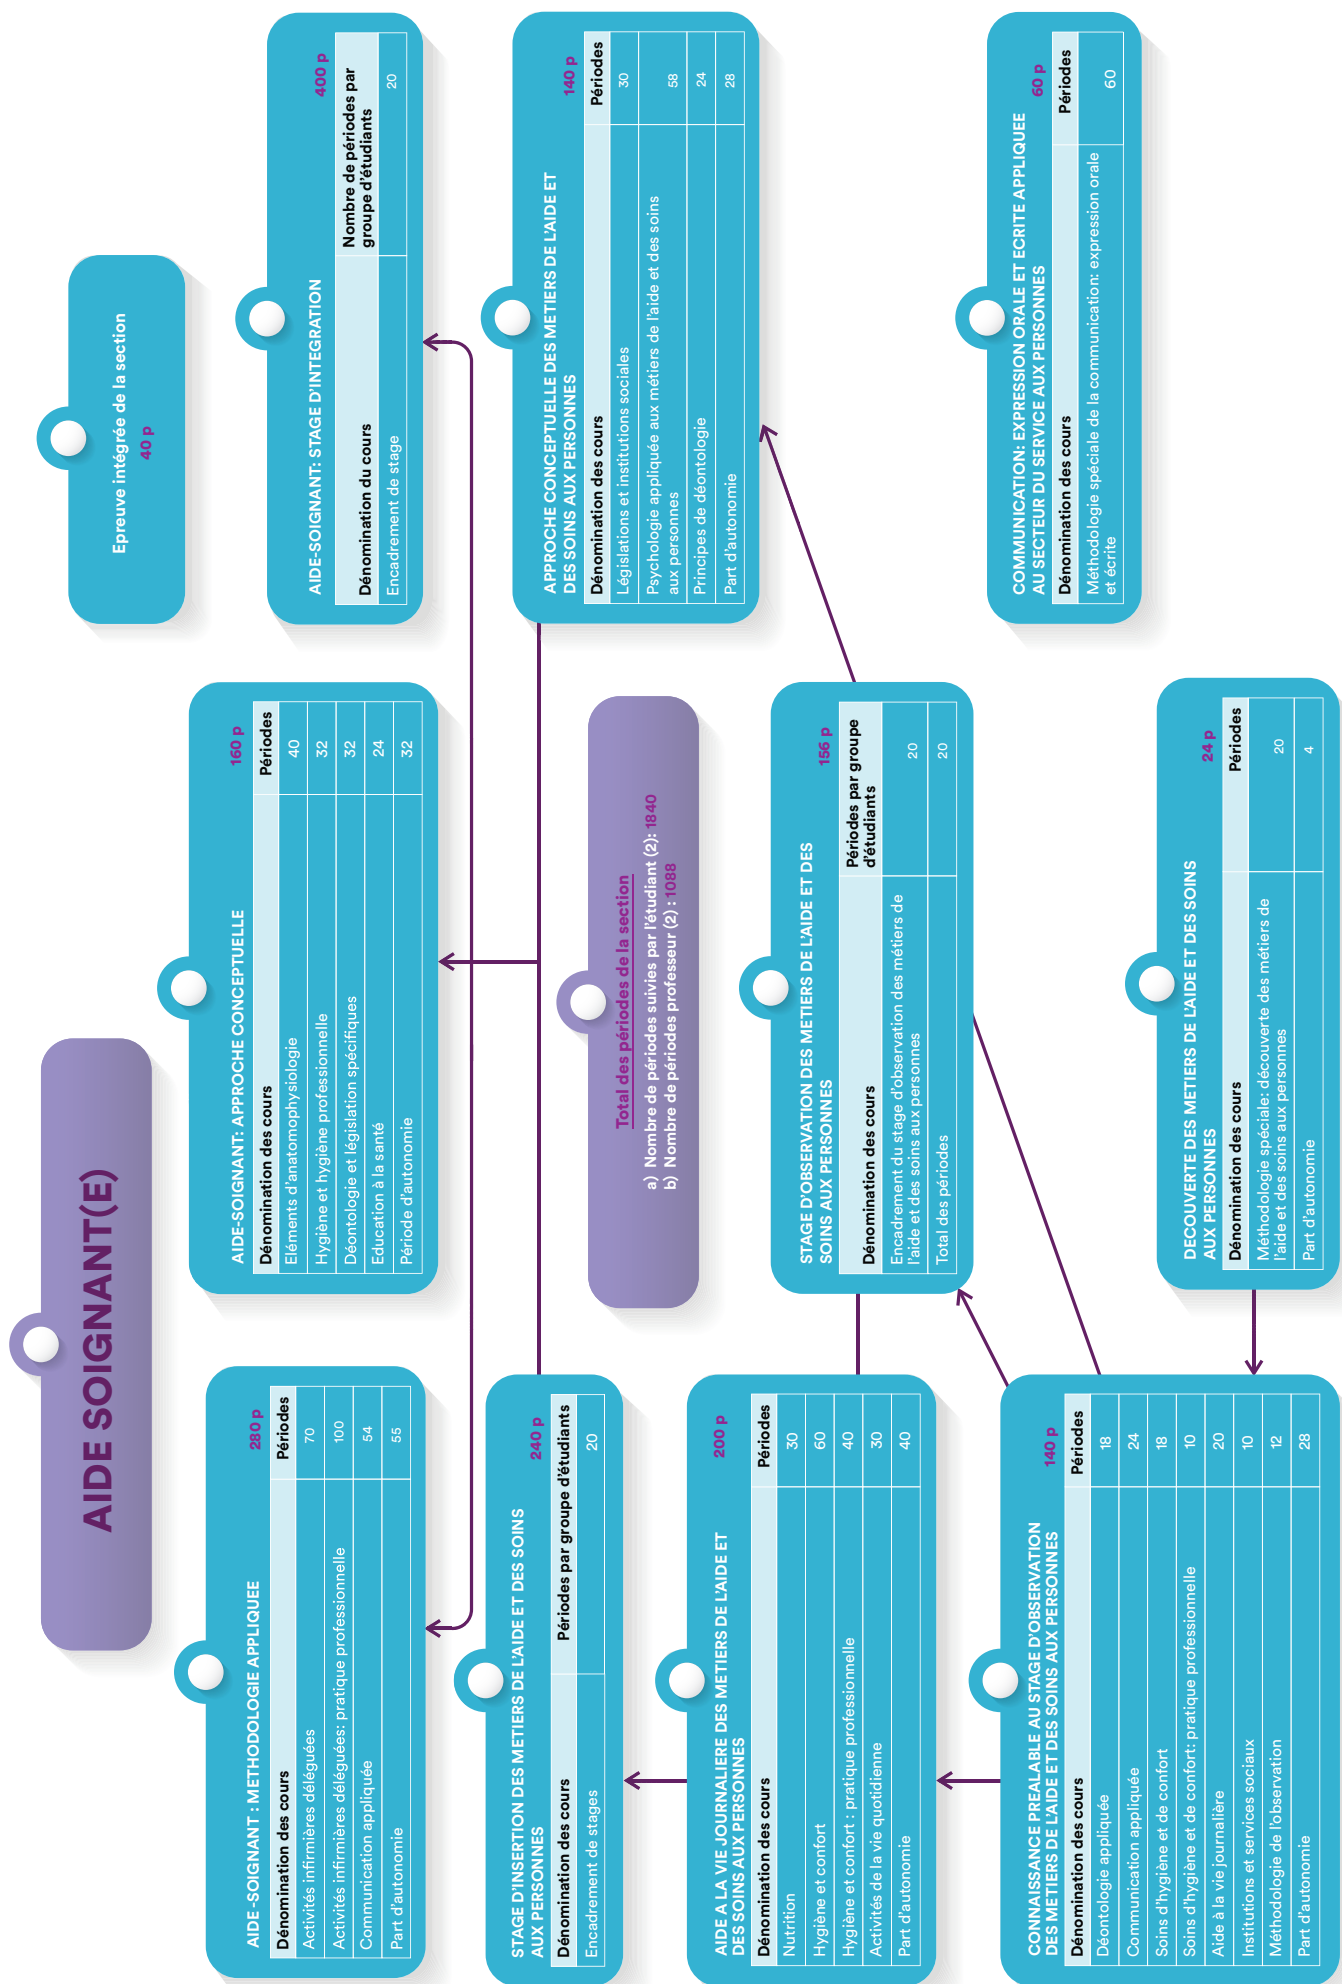 AIDE SOIGNANT(E)
Epreuve intégrée de la section
40 p
AIDE -SOIGNANT : METHODOLOGIE APPLIQUEE
280 p
Dénomination des cours Périodes
Activités infirmières déléguées 70
Activités infirmières déléguées: pratique professionnelle 100
Communication appliquée 54
Part d'autonomie 55
AIDE-SOIGNANT: APPROCHE CONCEPTUELLE
160 p
Dénomination des cours Périodes
Eléments d'anatomophysiologie 40
Hygiène et hygiène professionnelle 32
Déontologie et législation spécifiques 32
Education à la santé 24
Période d'autonomie 32
AIDE-SOIGNANT: STAGE D'INTEGRATION
400 p
Dénomination du cours Nombre de périodes par
groupe d'étudiants
Encadrement de stage 20
STAGE D'INSERTION DES METIERS DE L'AIDE ET DES SOINS
AUX PERSONNES
240 p
Dénomination des cours Périodes par groupe d'étudiants
Encadrement de stages 20
Total des périodes de la section
a) Nombre de périodes suivies par l'étudiant (2): 1840
b) Nombre de périodes professeur (2) : 1088
APPROCHE CONCEPTUELLE DES METIERS DE L'AIDE ET
DES SOINS AUX PERSONNES
140 p
Dénomination des cours Périodes
Législations et institutions sociales 30
Psychologie appliquée aux métiers de l'aide et des soins
aux personnes 58
Principes de déontologie 24
Part d'autonomie 28
AIDE A LA VIE JOURNALIERE DES METIERS DE L'AIDE ET
DES SOINS AUX PERSONNES
200 p
Dénomination des cours Périodes
Nutrition 30
Hygiène et confort 60
Hygiène et confort : pratique professionnelle 40
Activités de la vie quotidienne 30
Part d'autonomie 40
STAGE D'OBSERVATION DES METIERS DE L'AIDE ET DES
SOINS AUX PERSONNES
156 p
Dénomination des cours Périodes par groupe
d'étudiants
Encadrement du stage d'observation des métiers de
l'aide et des soins aux personnes 20
Total des périodes 20
COMMUNICATION: EXPRESSION ORALE ET ECRITE APPLIQUEE
AU SECTEUR DU SERVICE AUX PERSONNES
60 p
Dénomination des cours Périodes
Méthodologie spéciale de la communication: expression orale
et écrite 60
CONNAISSANCE PREALABLE AU STAGE D'OBSERVATION
DES METIERS DE L'AIDE ET DES SOINS AUX PERSONNES
140 p
Dénomination des cours Périodes
Déontologie appliquée 18
Communication appliquée 24
Soins d'hygiène et de confort 18
Soins d'hygiène et de confort: pratique professionnelle 10
Aide à la vie journalière 20
Institutions et services sociaux 10
Méthodologie de l'observation 12
Part d'autonomie 28
DECOUVERTE DES METIERS DE L'AIDE ET DES SOINS
AUX PERSONNES
24 p
Dénomination des cours Périodes
Méthodologie spéciale: découverte des métiers de
l'aide et des soins aux personnes 20
Part d'autonomie 4